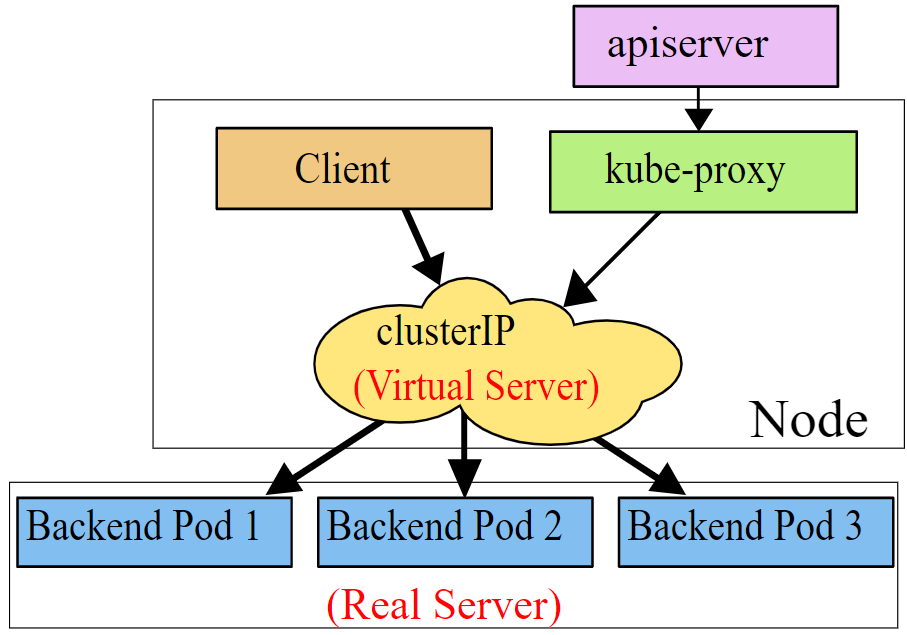 apiserver
Client
kube-proxy
clusterIP
(Virtual Server)
Node
Backend Pod 1
Backend Pod 2
Backend Pod 3
(Real Server)